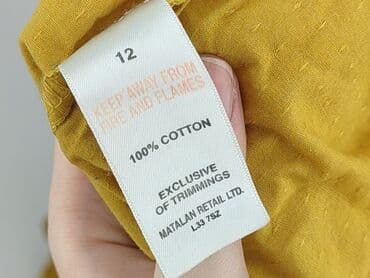 12
KEEP AWAY FROM
FIRE AND FLAMES
100% COTTON
EXCLUSIVE
OF TRIMMINGS
MATALAN RETAIL LTD.
L33 7SZ